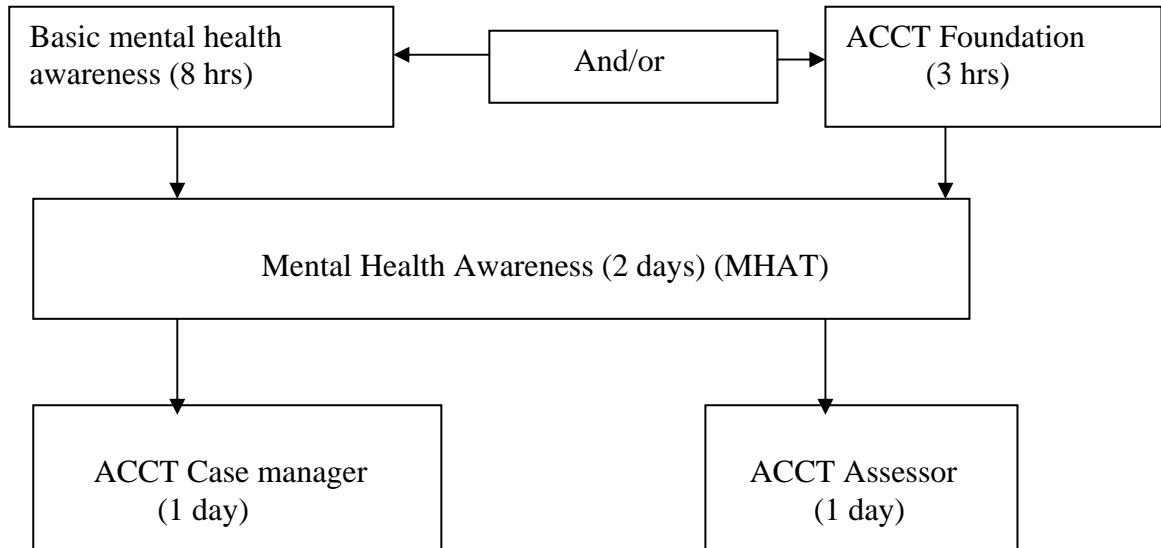 Basic mental health
awareness (8 hrs)
And/or
ACCT Foundation
(3 hrs)
Mental Health Awareness (2 days) (MHAT)
ACCT Case manager
(1 day)
ACCT Assessor
(1 day)